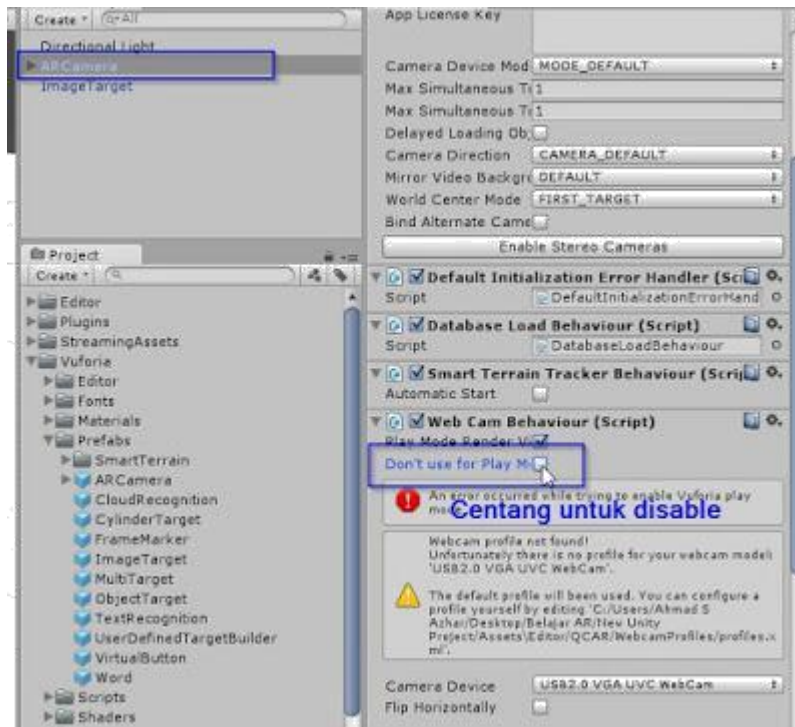 Create
All
Directional Light
ARCamera
ImageTarget
Project
Create
Editor
Plugins
StreamingAssets
Vuforia
Editor
Fonts
Materials
Prefabs
SmartTerrain
ARCamera
CloudRecognition
CylinderTarget
FrameMarker
ImageTarget
MultiTarget
ObjectTarget
TextRecognition
UserDefinedTargetBuilder
VirtualButton
Word
Scripts
Shaders
App License Key
Camera Device Mod MODE_DEFAULT
Max Simultaneous Ti 1
Max Simultaneous Ti 1
Delayed Loading Ob
Camera Direction CAMERA_DEFAULT
Mirror Video Backgr DEFAULT
World Center Mode FIRST_TARGET
Bind Alternate Came
Enable Stereo Cameras
Default Initialization Error Handler (Sci
Script DefaultInitializationErrorHand
Database Load Behaviour (Script)
Script DatabaseLoadBehaviour
Smart Terrain Tracker Behaviour (Scrip
Automatic Start
Web Cam Behaviour (Script)
Play Mode Render Vi
Don't use for Play M
An error occurred while trying to enable Vuforia play
mode
Centang untuk disable
Webcam profile not found!
Unfortunately there is no profile for your webcam model:
'USB2.0 VGA UVC WebCam'.
The default profile will been used. You can configure a
profile yourself by editing 'C:/Users/Ahmad S
Azhar/Desktop/Belajar AR/New Unity
Project/Assets\Editor/QCAR/WebcamProfiles/profiles.x
ml'.
Camera Device USB2.0 VGA UVC WebCam
Flip Horizontally